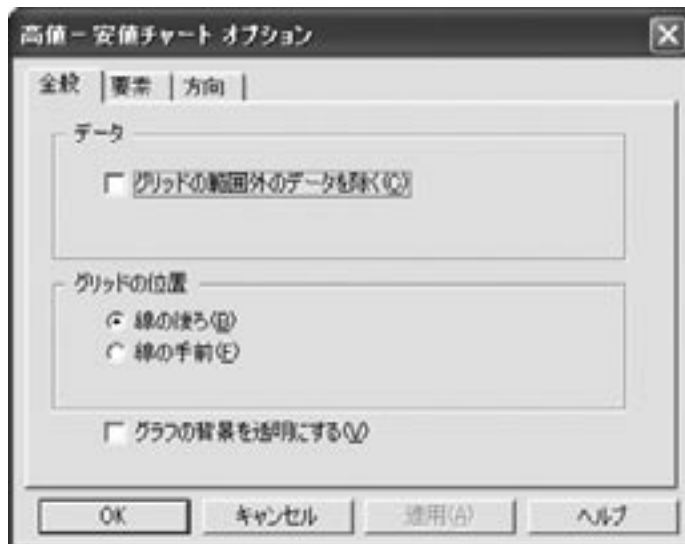 高値－安値チャート オプション
全般 要素 方向
データ
グリッドの範囲外のデータを除く(C)
グリッドの位置
線の後ろ(B)
線の手前(F)
グラフの背景を透明にする(V)
OK キャンセル 適用(A) ヘルプ